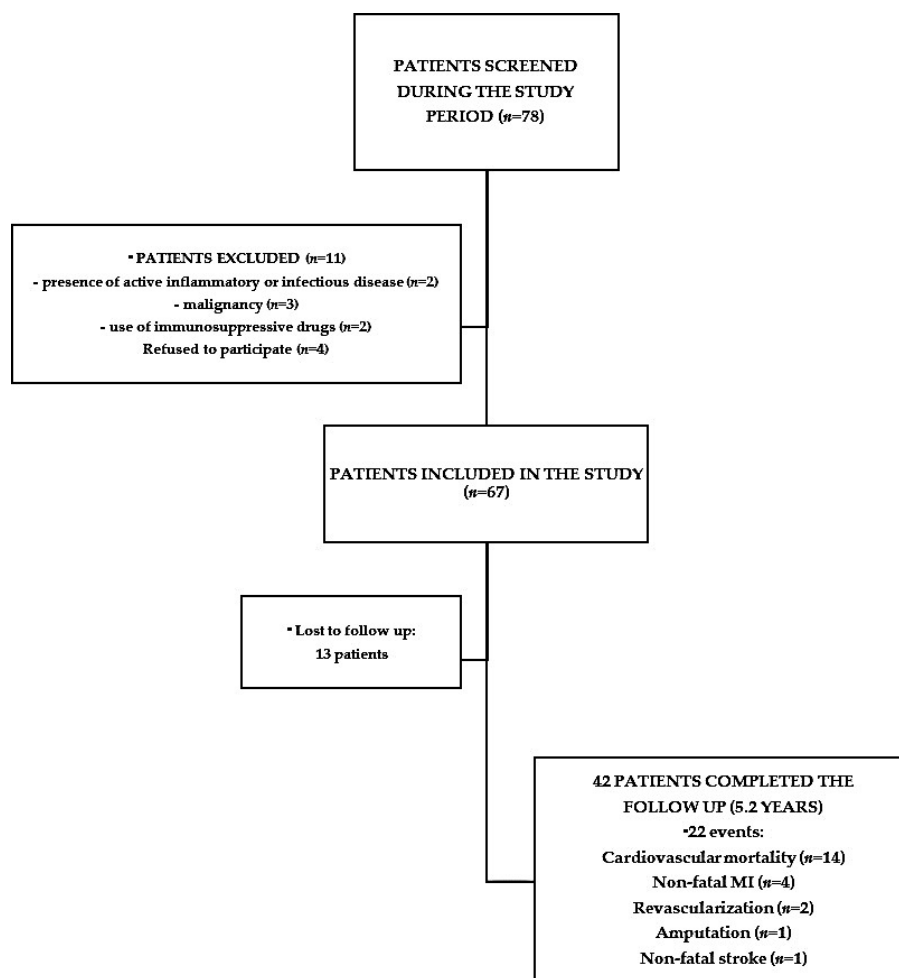 PATIENTS SCREENED
DURING THE STUDY
PERIOD (n=78)
▪ PATIENTS EXCLUDED (n=11)
- presence of active inflammatory or infectious disease (n=2)
- malignancy (n=3)
- use of immunosuppressive drugs (n=2)
Refused to participate (n=4)
PATIENTS INCLUDED IN THE STUDY
(n=67)
▪ Lost to follow up:
13 patients
42 PATIENTS COMPLETED THE
FOLLOW UP (5.2 YEARS)
▪22 events:
Cardiovascular mortality (n=14)
Non-fatal MI (n=4)
Revascularization (n=2)
Amputation (n=1)
Non-fatal stroke (n=1)